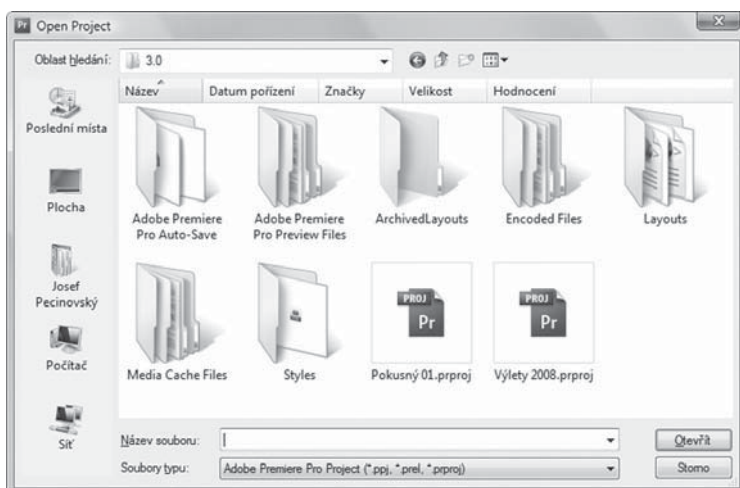 Pr Open Project
Oblast hledání: 3.0
Název Datum pořízení Značky Velikost Hodnocení
Poslední místa
Plocha
Josef
Pecinovský
Počítač
Síť
Adobe Premiere
Pro Auto-Save
Adobe Premiere
Pro Preview Files
ArchivedLayouts
Encoded Files
Layouts
Media Cache Files
Styles
PROJ
Pr
Pokusný 01.prproj
PROJ
Pr
Výlety 2008.prproj
Název souboru:
Otevřít
Soubory typu: Adobe Premiere Pro Project (*.ppj, *.prel, *.prproj)
Storno